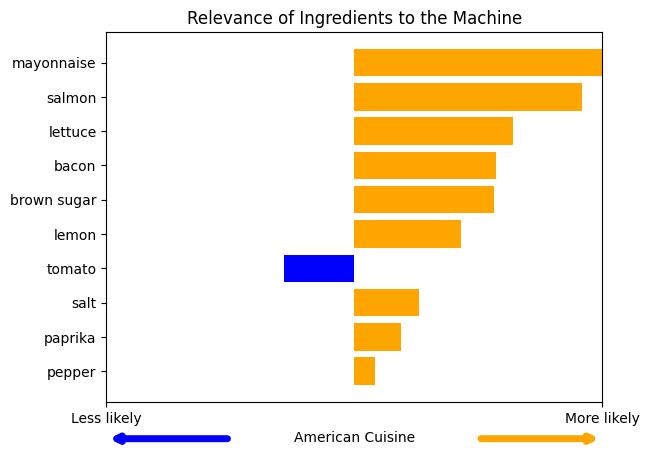 Relevance of Ingredients to the Machine
mayonnaise
salmon
lettuce
bacon
brown sugar
lemon
tomato
salt
paprika
pepper
Less likely More likely
American Cuisine